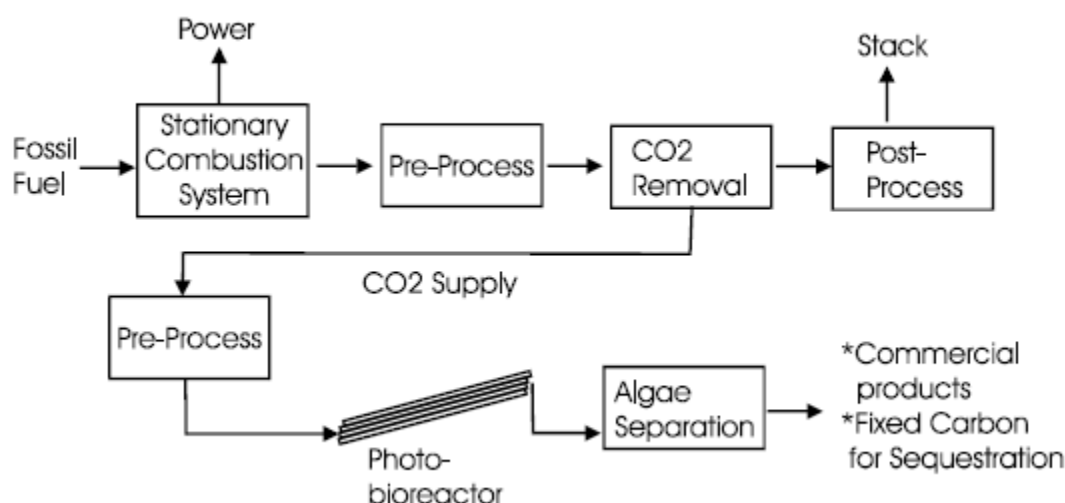 Power
Stack
Fossil
Fuel
Stationary
Combustion
System
Pre-Process
CO2
Removal
Post-
Process
CO2 Supply
Pre-Process
Photo-
bioreactor
Algae
Separation
*Commercial
products
*Fixed Carbon
for Sequestration